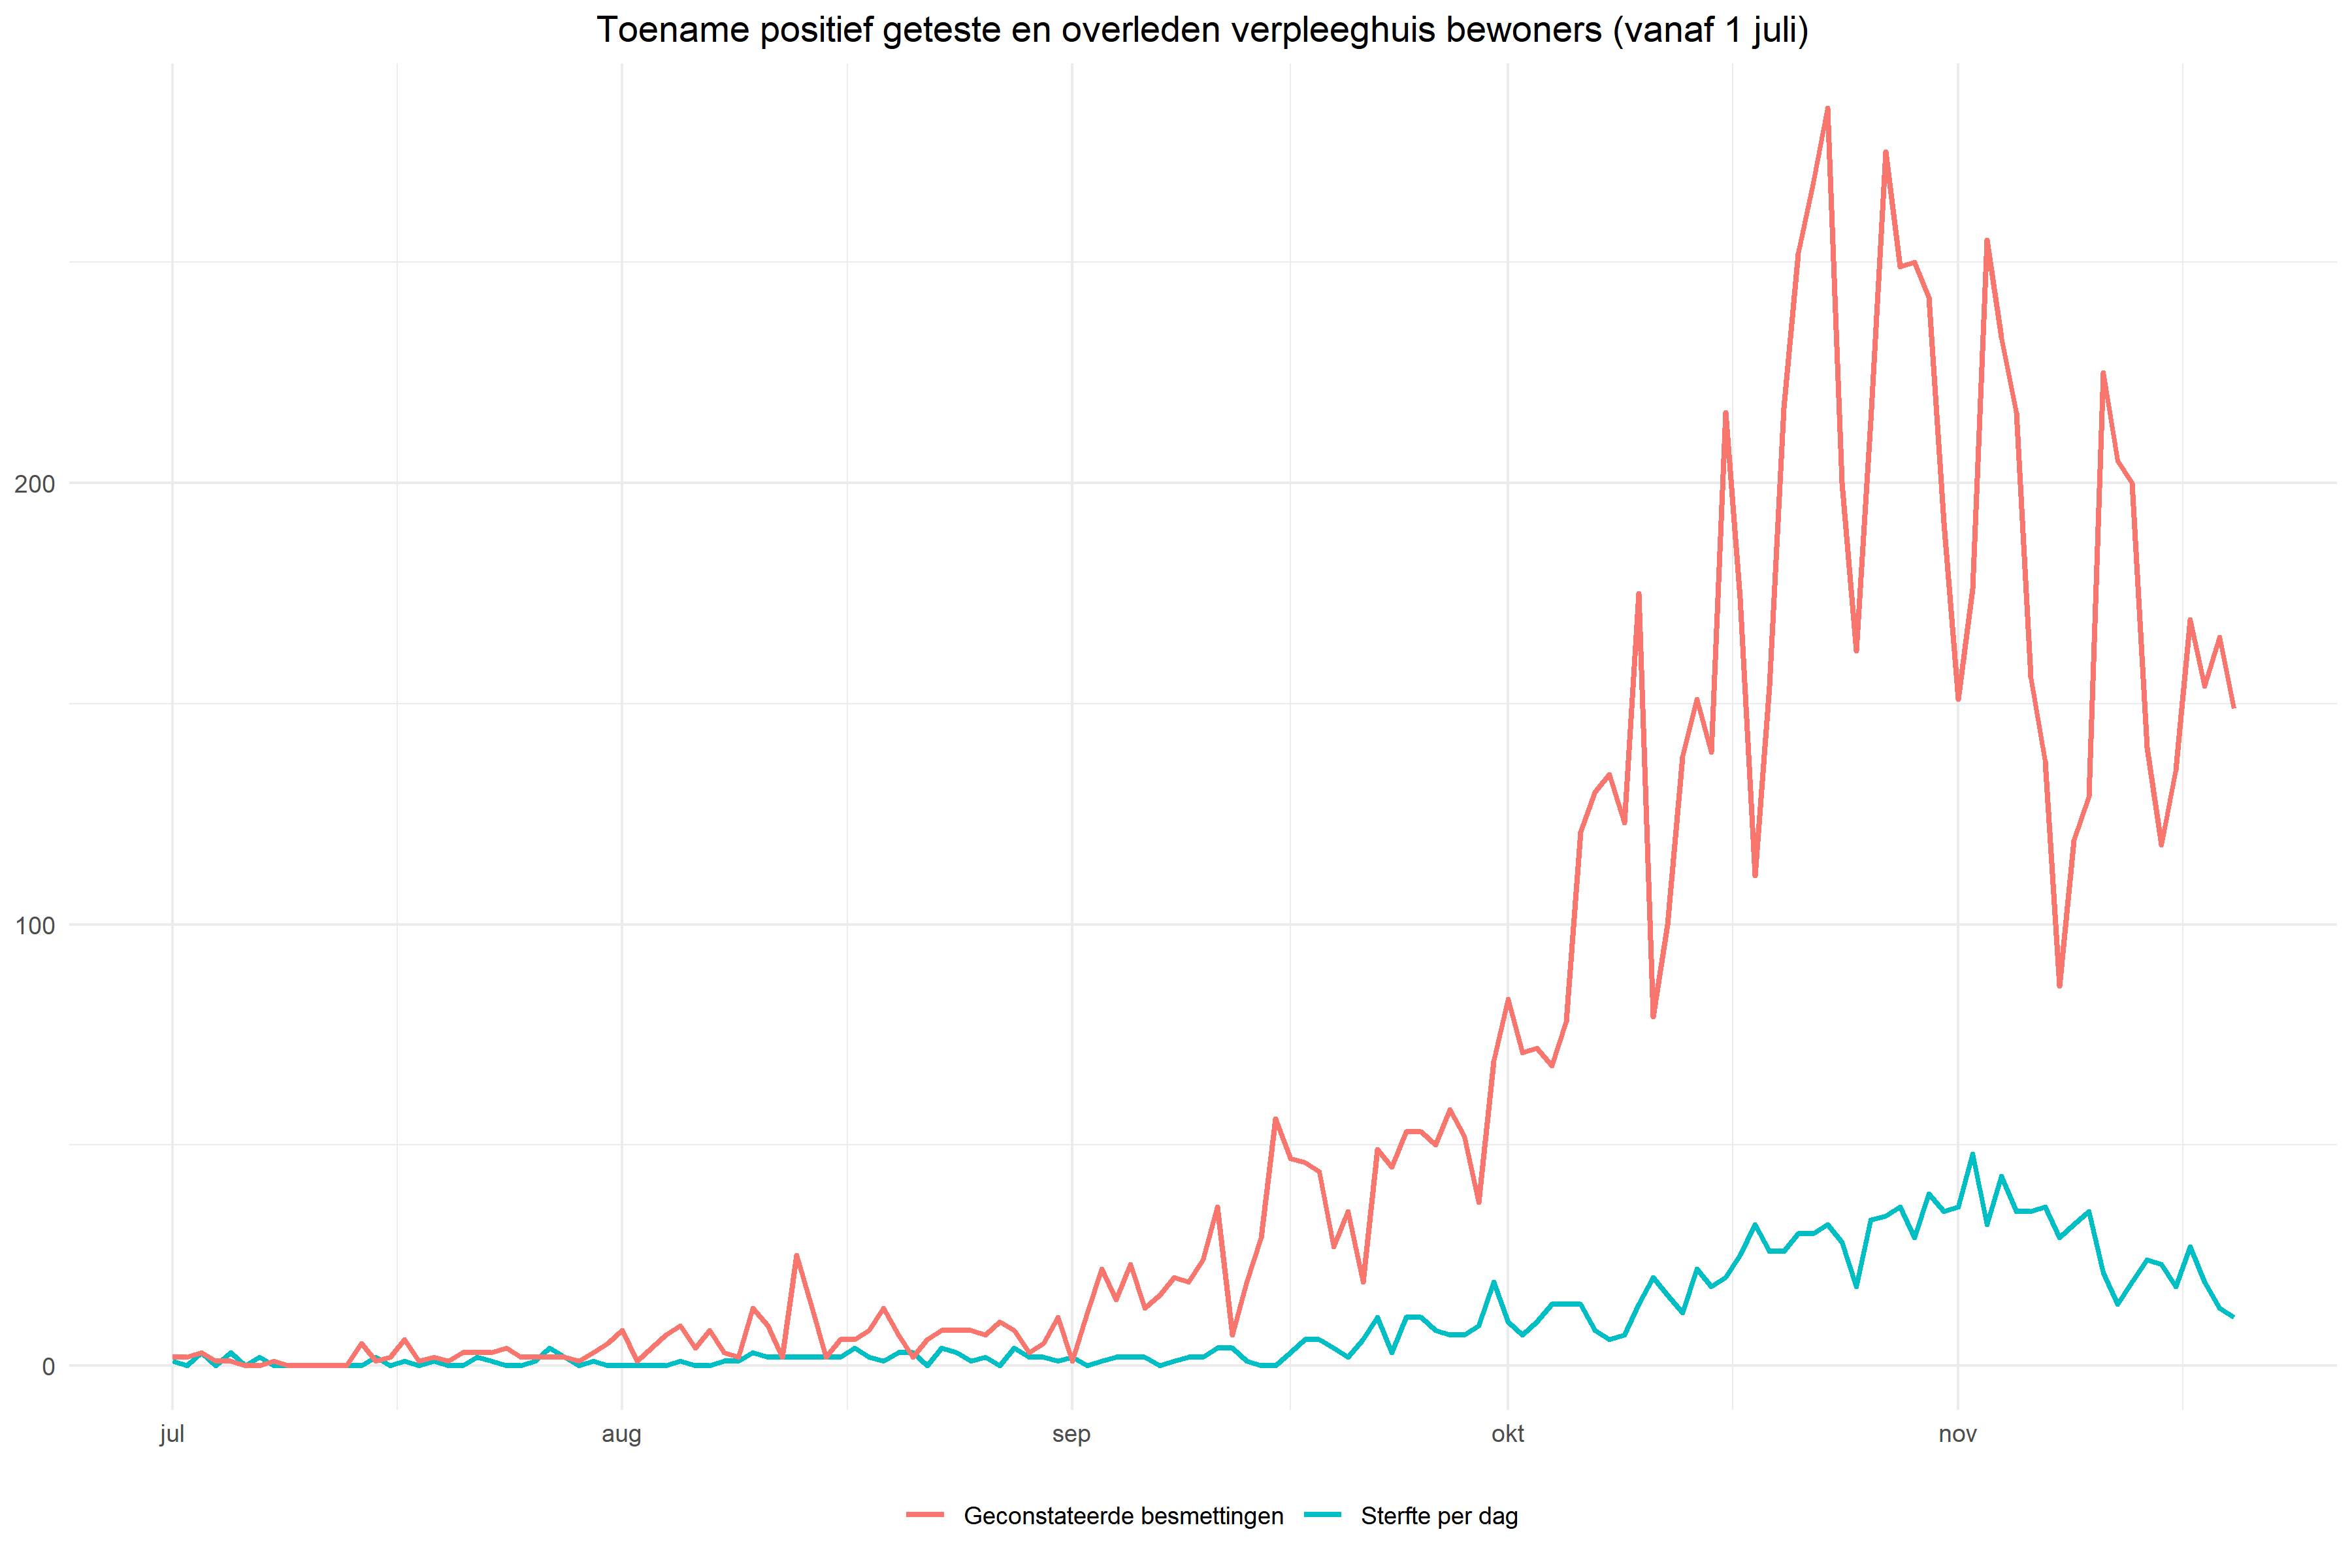 Toename positief geteste en overleden verpleeghuis bewoners (vanaf 1 juli)
200
100
0
jul aug sep okt nov
Geconstateerde besmettingen Sterfte per dag